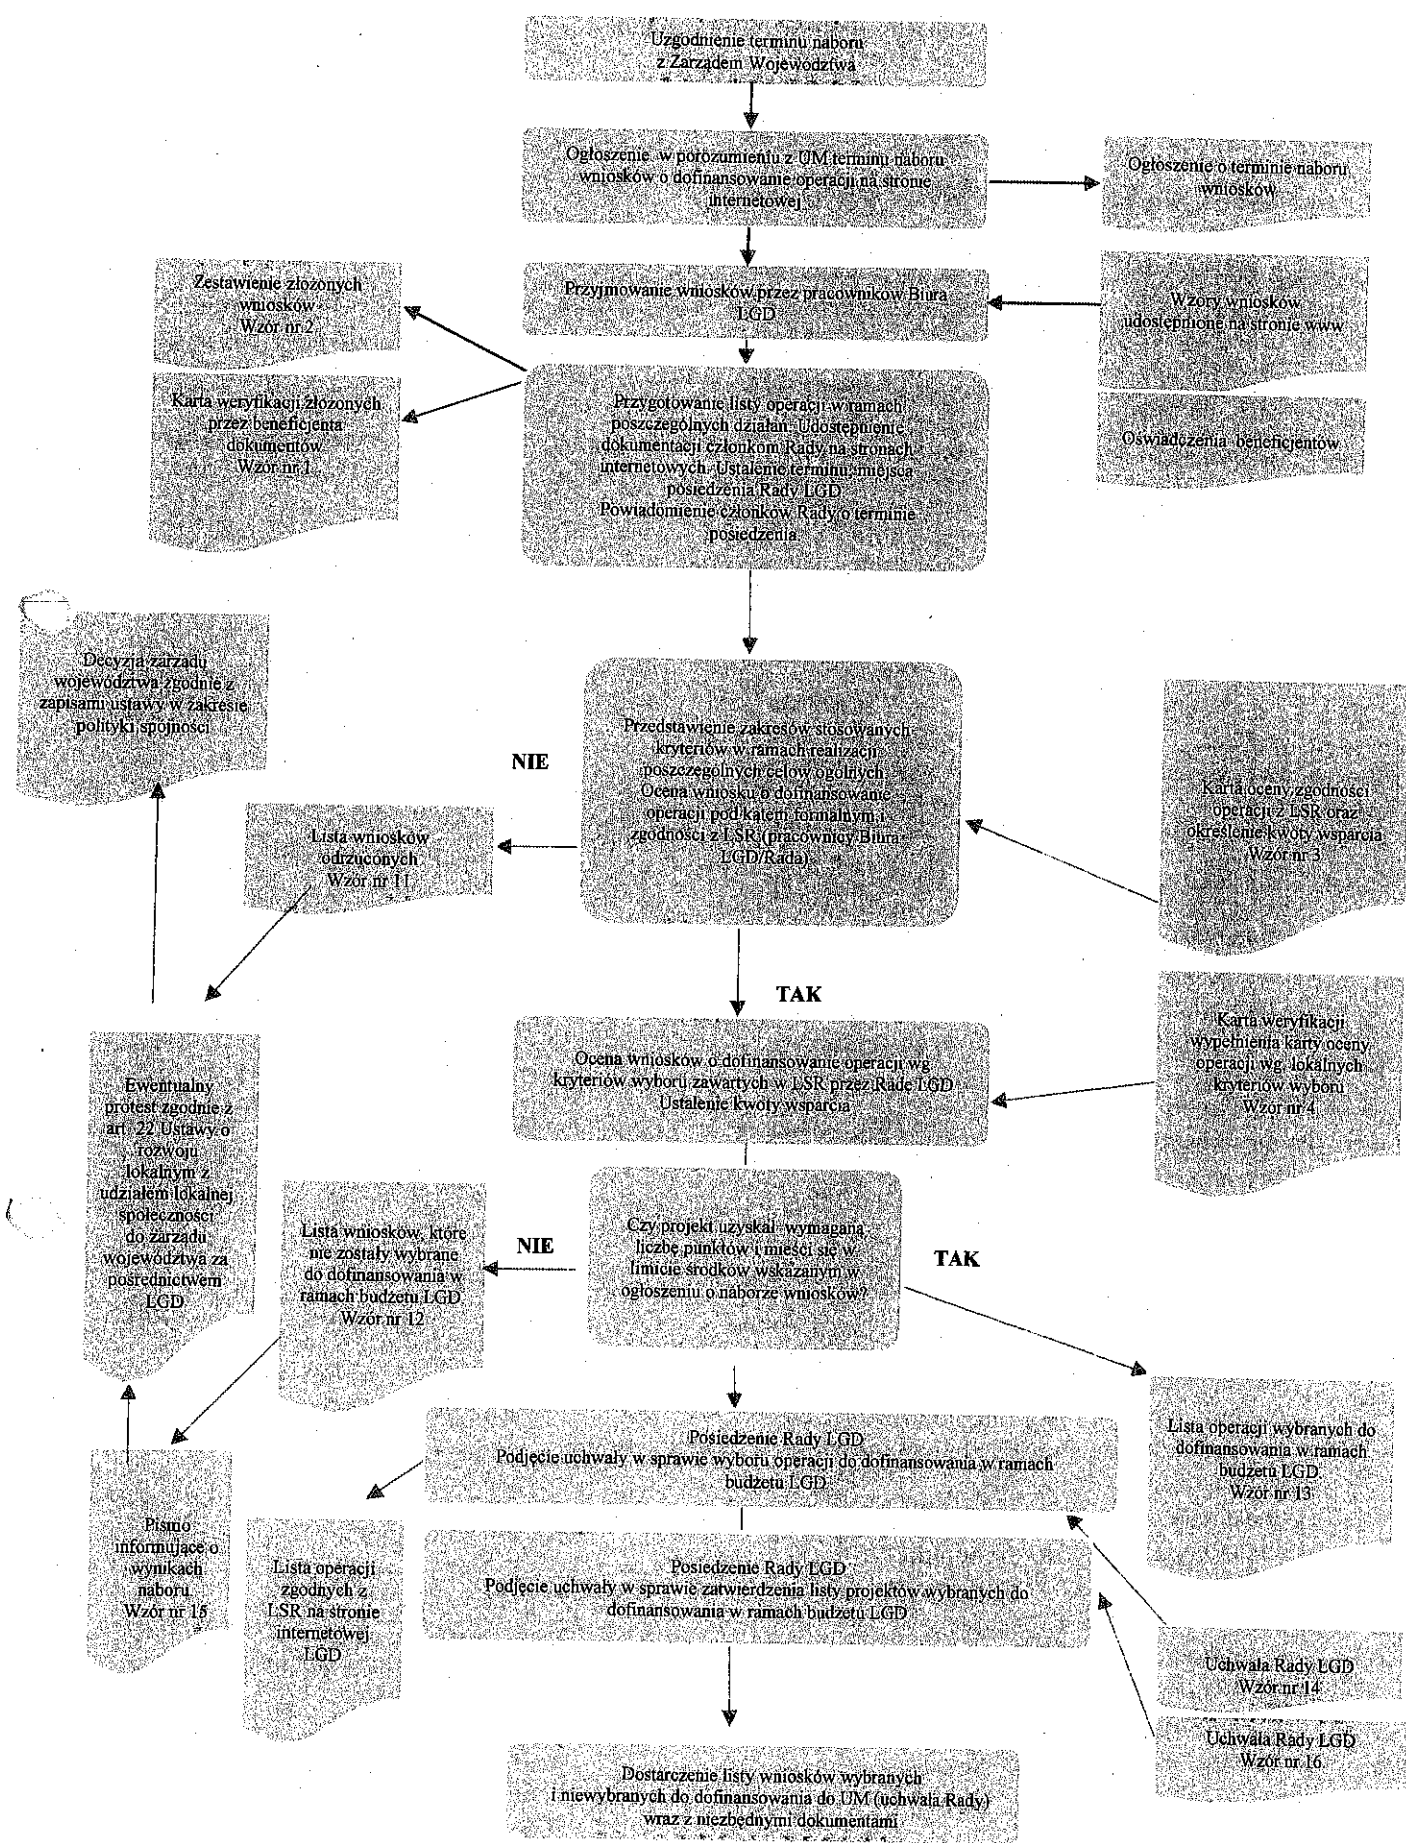 Uzgodnienie terminu naboru
z Zarządem Województwa
Ogłoszenie w porozumieniu z UM terminu naboru
wniosków o dofinansowanie operacji na stronie
internetowej
Ogłoszenie o terminie naboru
wniosków
Przyjmowanie wniosków przez pracowników Biura
LGD
Wzory wniosków
udostępnione na stronie www
Oświadczenia beneficjentów
Zestawienie złożonych
wniosków
Wzór nr 2
Karta weryfikacji złożonych
przez beneficjenta
dokumentów
Wzór nr 1
Przygotowanie listy operacji w ramach
poszczególnych działań. Udostępnienie
dokumentacji członkom Rady na stronach
internetowych. Ustalenie terminu, miejsca
posiedzenia Rady LGD
Powiadomienie członków Rady o terminie
posiedzenia
Decyzja zarządu
województwa zgodnie z
zapisami ustawy w zakresie
polityki spójności
Przedstawienie zakresów stosowanych
kryteriów w ramach realizacji
poszczególnych celów ogólnych
Ocena wniosku o dofinansowanie
operacji pod kątem formalnym i
zgodności z LSR (pracownicy Biura
LGD/Rada)
NIE
Lista wniosków
odrzuconych
Wzór nr 11
Karta oceny zgodności
operacji z LSR oraz
określenie kwoty wsparcia
Wzór nr 3
TAK
Ocena wniosków o dofinansowanie operacji wg
kryteriów wyboru zawartych w LSR przez Radę LGD
Ustalenie kwoty wsparcia
Karta weryfikacji
wypełnienia karty oceny
operacji wg. lokalnych
kryteriów wyboru
Wzór nr 4
Ewentualny
protest zgodnie z
art. 22 Ustawy o
rozwoju
lokalnym z
udziałem lokalnej
społeczności
do zarządu
województwa za
pośrednictwem
LGD
Lista wniosków, które
nie zostały wybrane
do dofinansowania w
ramach budżetu LGD
Wzór nr 12
NIE
Czy projekt uzyskał wymaganą
liczbę punktów i mieści się w
limicie środków wskazanym w
ogłoszeniu o naborze wniosków?
TAK
Lista operacji wybranych do
dofinansowania w ramach
budżetu LGD
Wzór nr 13
Posiedzenie Rady LGD
Podjęcie uchwały w sprawie wyboru operacji do dofinansowania w ramach
budżetu LGD
Pismo
informujące o
wynikach
naboru
Wzór nr 15
Lista operacji
zgodnych z
LSR na stronie
internetowej
LGD
Posiedzenie Rady LGD
Podjęcie uchwały w sprawie zatwierdzenia listy projektów wybranych do
dofinansowania w ramach budżetu LGD
Uchwała Rady LGD
Wzór nr 14
Uchwała Rady LGD
Wzór nr 16
Dostarczenie listy wniosków wybranych
i niewybranych do dofinansowania do UM (uchwała Rady)
wraz z niezbędnymi dokumentami